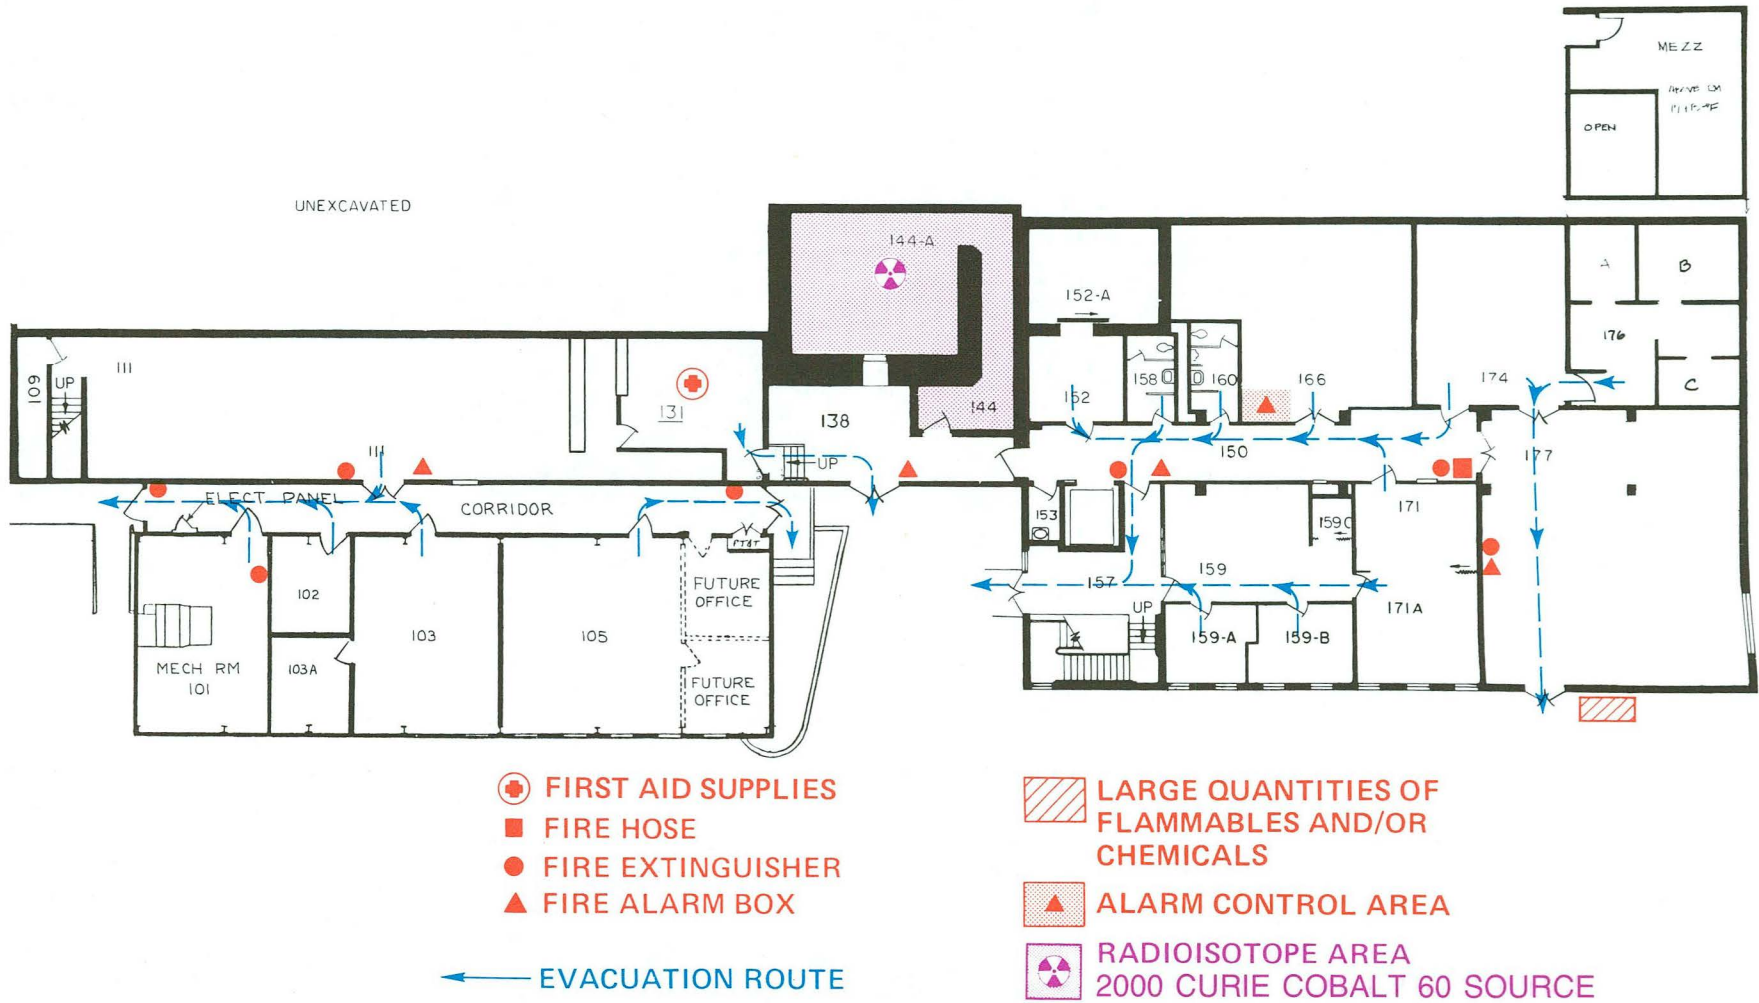 MEZZ
OPEN
UNEXCAVATED
144-A
A
B
152-A
176
109
UP
111
131
138
144
152
158
160
166
174
C
111
UP
150
177
ELECT PANEL
CORRIDOR
153
159C
171
102
FUTURE
OFFICE
157
159
171A
MECH RM
101
103A
103
105
FUTURE
OFFICE
UP
159-A
159-B
FIRST AID SUPPLIES
FIRE HOSE
FIRE EXTINGUISHER
FIRE ALARM BOX
EVACUATION ROUTE
LARGE QUANTITIES OF
FLAMMABLES AND/OR
CHEMICALS
ALARM CONTROL AREA
RADIOISOTOPE AREA
2000 CURIE COBALT 60 SOURCE